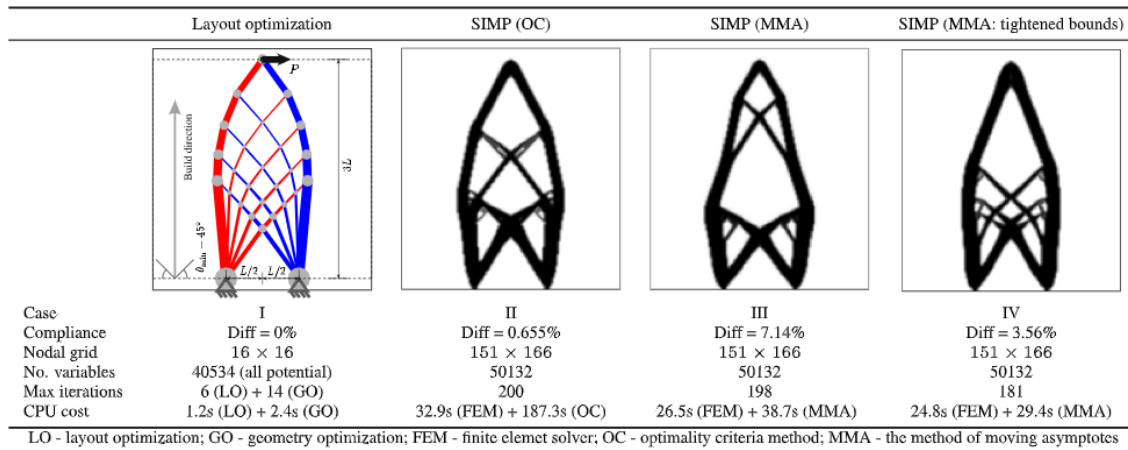 Layout optimization SIMP (OC) SIMP (MMA) SIMP (MMA: tightened bounds)
P
Build direction
3L
θmin − 45°
L/2 L/2
Case I II III IV
Compliance Diff = 0% Diff = 0.655% Diff = 7.14% Diff = 3.56%
Nodal grid 16 × 16 151 × 166 151 × 166 151 × 166
No. variables 40534 (all potential) 50132 50132 50132
Max iterations 6 (LO) + 14 (GO) 200 198 181
CPU cost 1.2s (LO) + 2.4s (GO) 32.9s (FEM) + 187.3s (OC) 26.5s (FEM) + 38.7s (MMA) 24.8s (FEM) + 29.4s (MMA)
LO - layout optimization; GO - geometry optimization; FEM - finite elemet solver; OC - optimality criteria method; MMA - the method of moving asymptotes